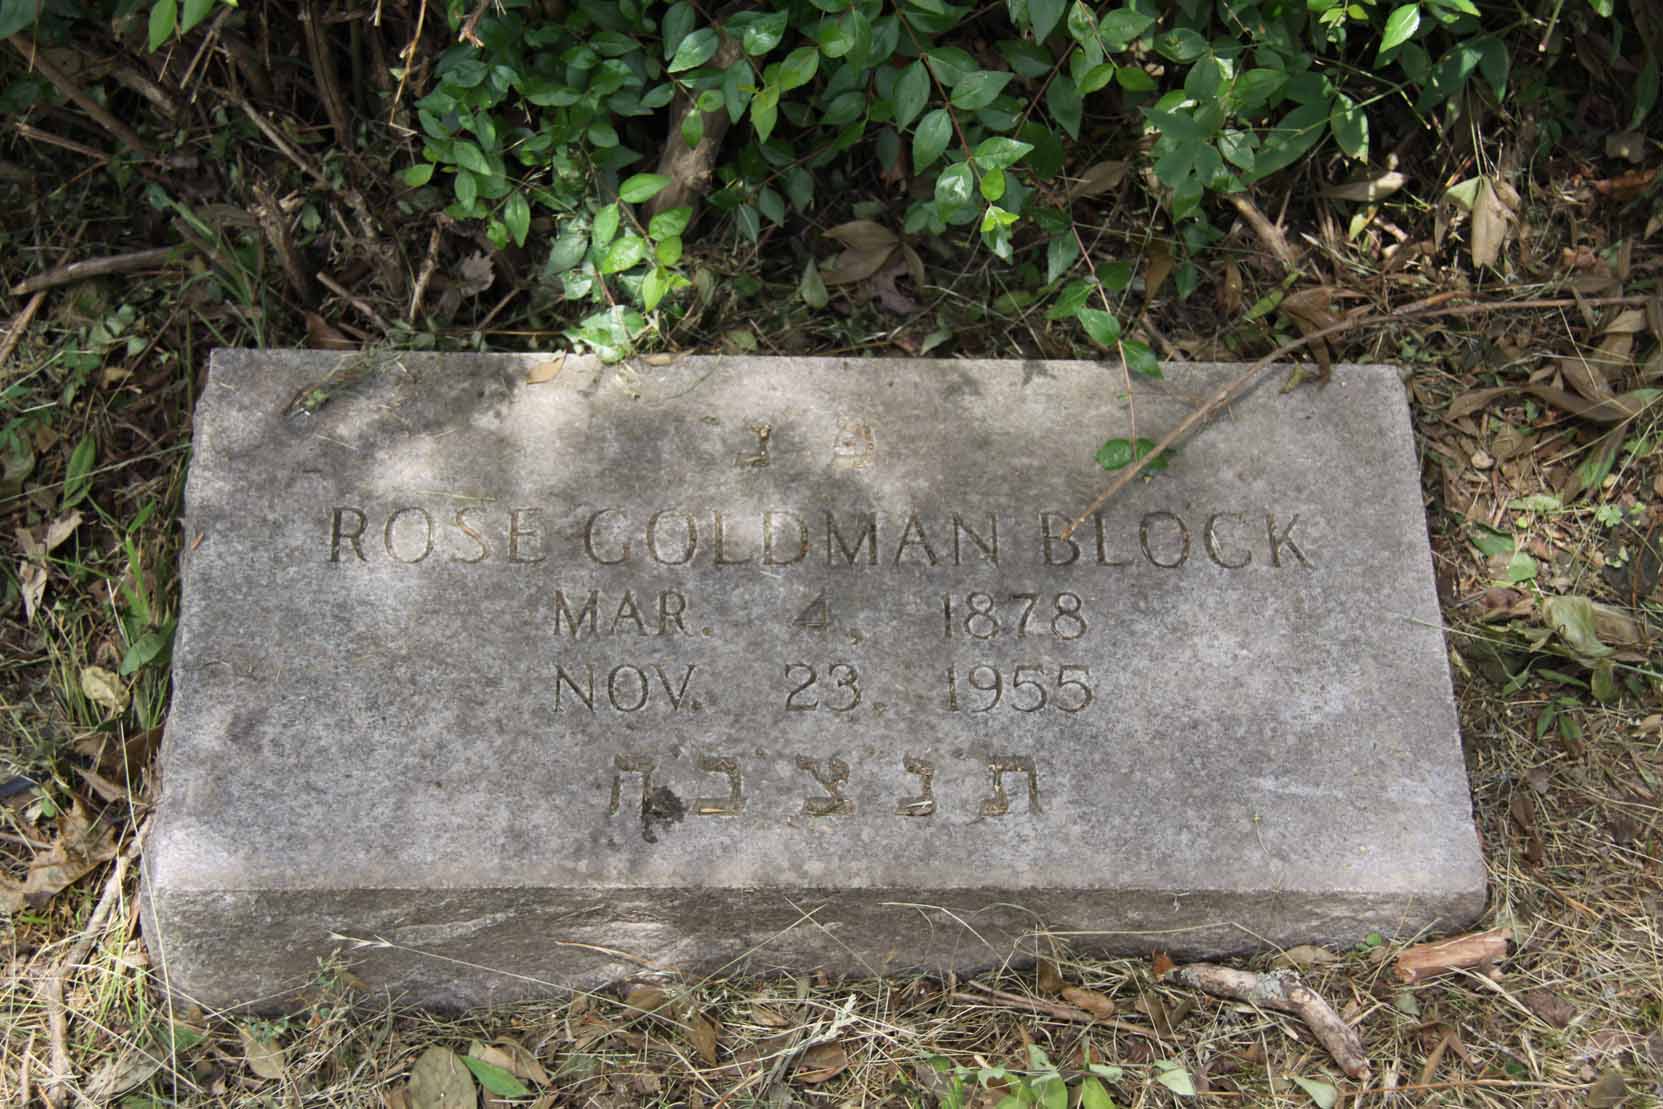 פ נ
ROSE GOLDMAN BLOCK
MAR. 4, 1878
NOV. 23, 1955
ת נ צ ב ה